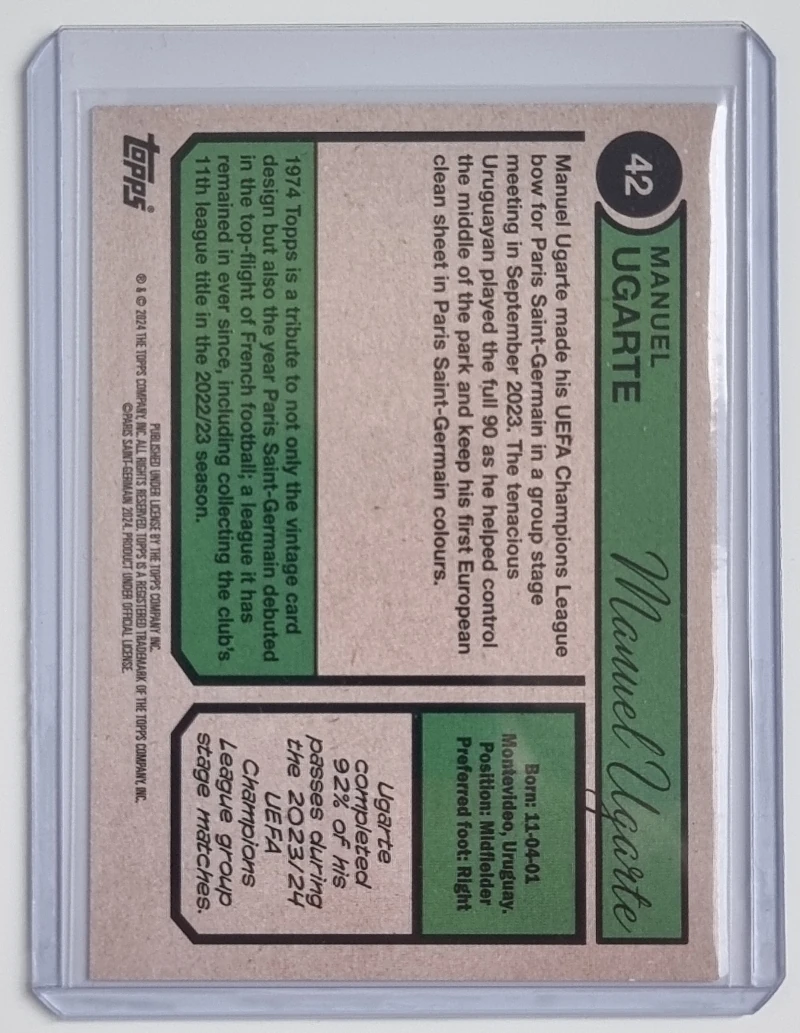 42
MANUEL
UGARTE
Manuel Ugarte
Manuel Ugarte made his UEFA Champions League
bow for Paris Saint-Germain in a group stage
meeting in September 2023. The tenacious
Uruguayan played the full 90 as he helped control
the middle of the park and keep his first European
clean sheet in Paris Saint-Germain colours.
1974 Topps is a tribute to not only the vintage card
design but also the year Paris Saint-Germain debuted
in the top-flight of French football; a league it has
remained in ever since, including collecting the club's
11th league title in the 2022/23 season.
Born: 11-04-01
Montevideo, Uruguay.
Position: Midfielder
Preferred foot: Right
Ugarte
completed
92% of his
passes during
the 2023/24
UEFA
Champions
League group
stage matches.
topps®
PUBLISHED UNDER LICENSE BY THE TOPPS COMPANY INC.
® & © 2024 THE TOPPS COMPANY, INC. ALL RIGHTS RESERVED. TOPPS IS A REGISTERED TRADEMARK OF THE TOPPS COMPANY, INC.
©PARIS SAINT-GERMAIN 2024. PRODUCT UNDER OFFICIAL LICENSE.